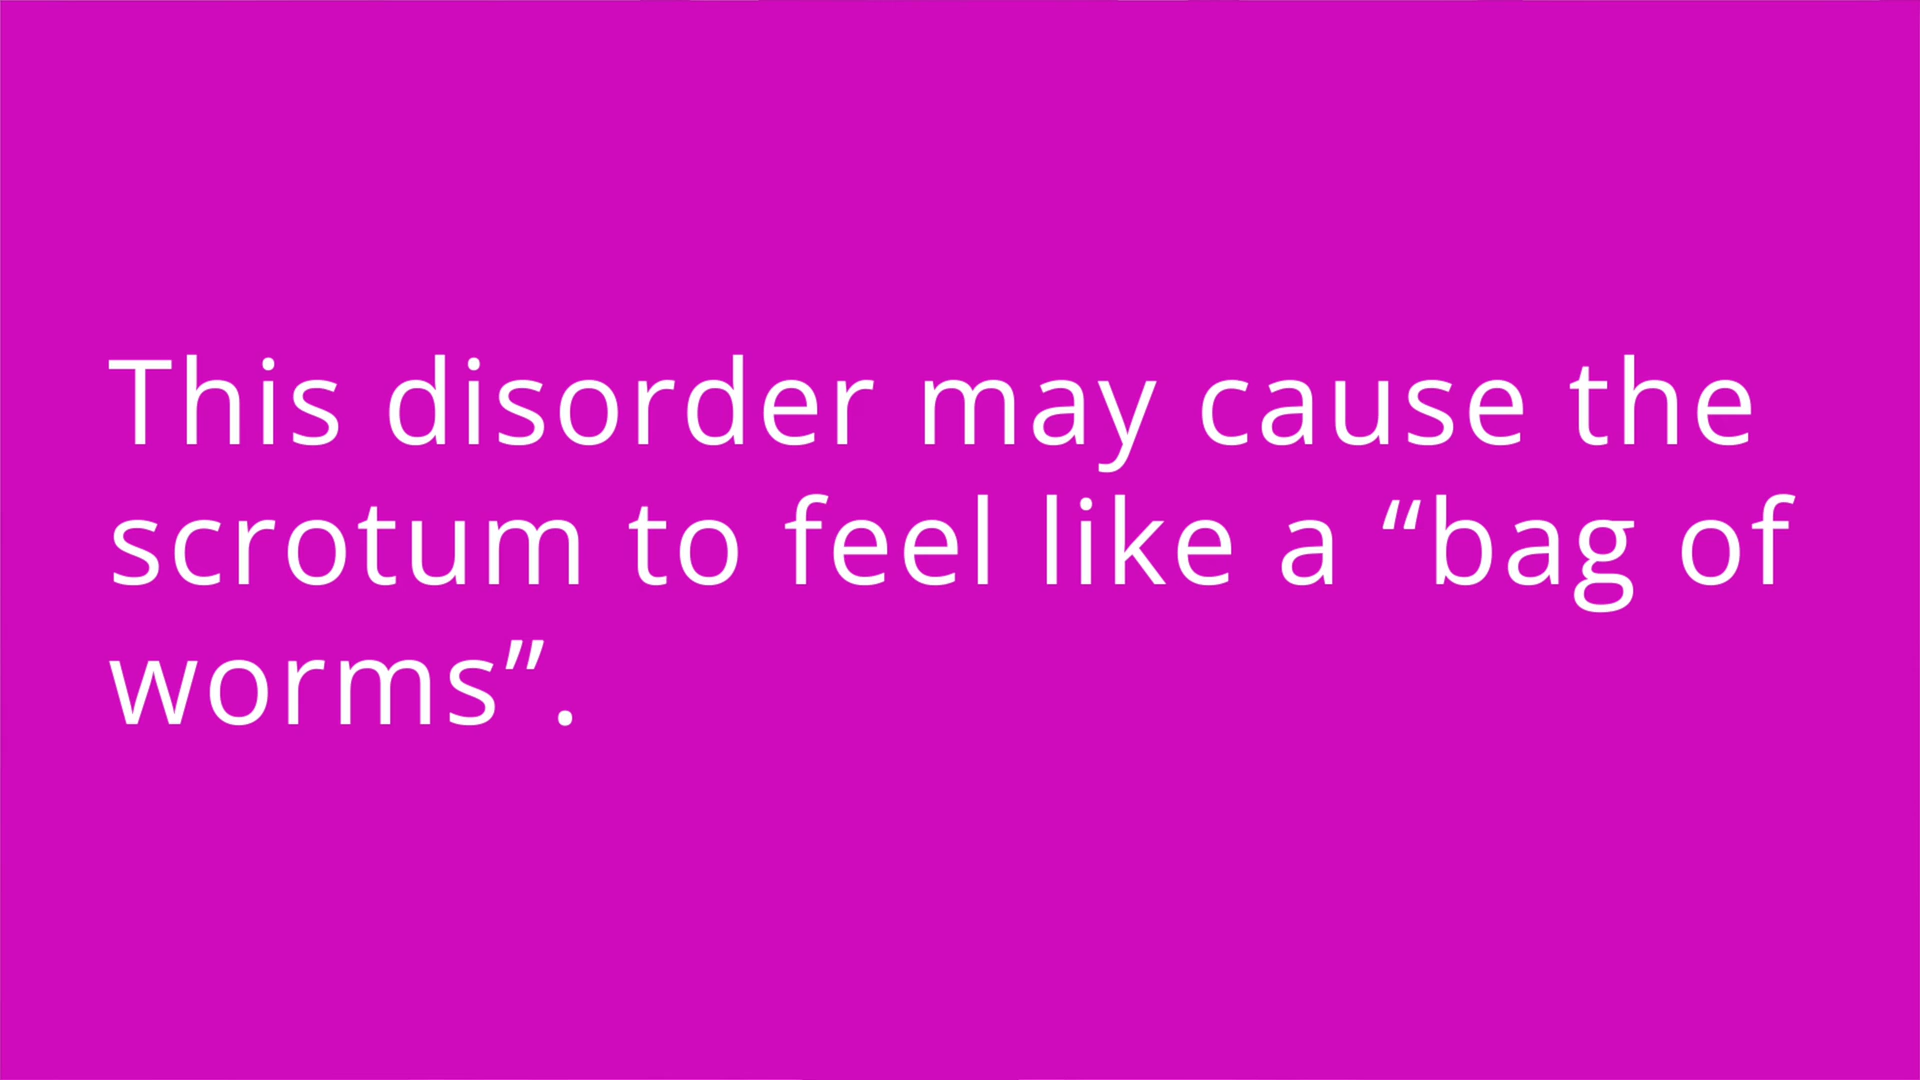 This disorder may cause the
scrotum to feel like a “bag of
worms”.